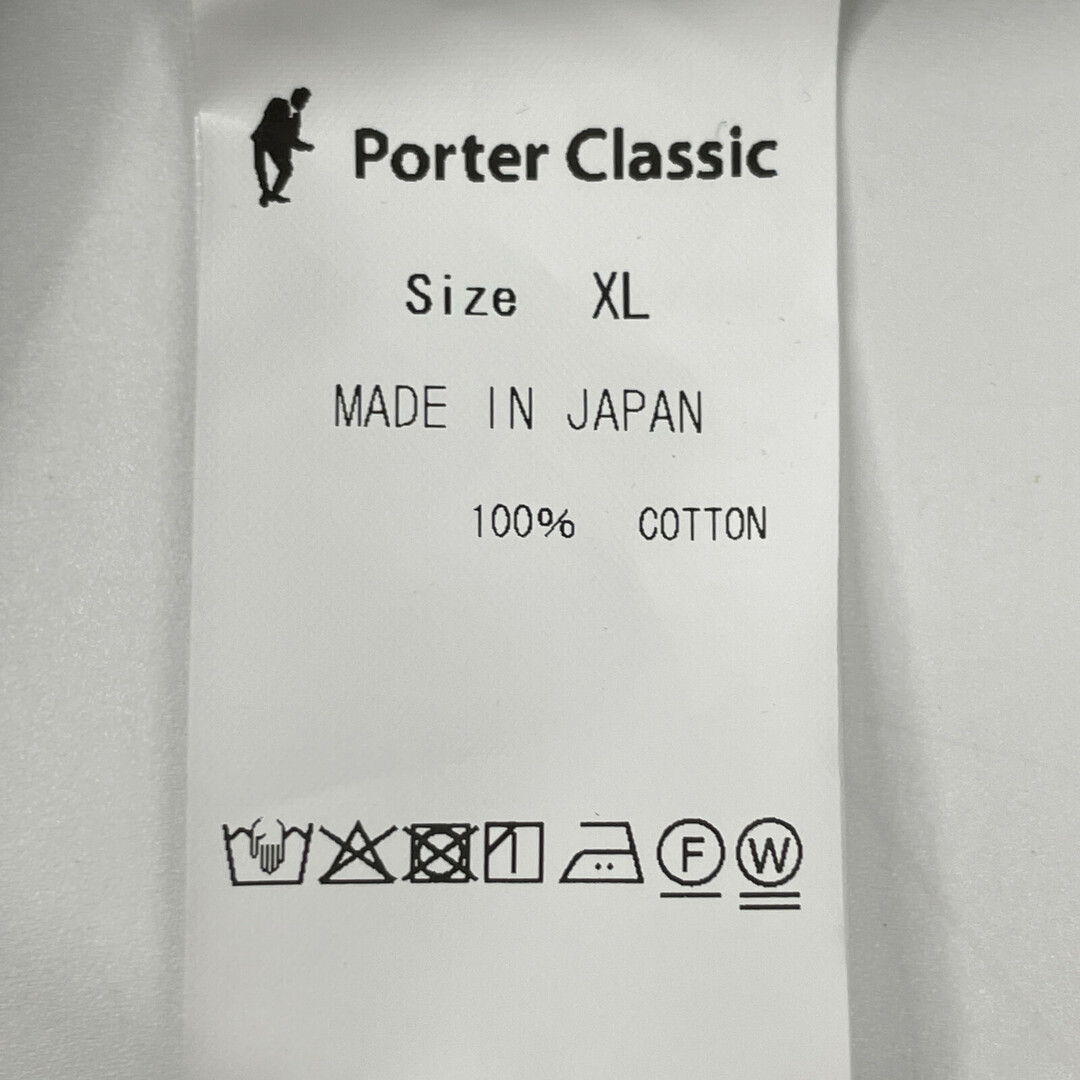 Porter Classic
Size XL
MADE IN JAPAN
100% COTTON
F W